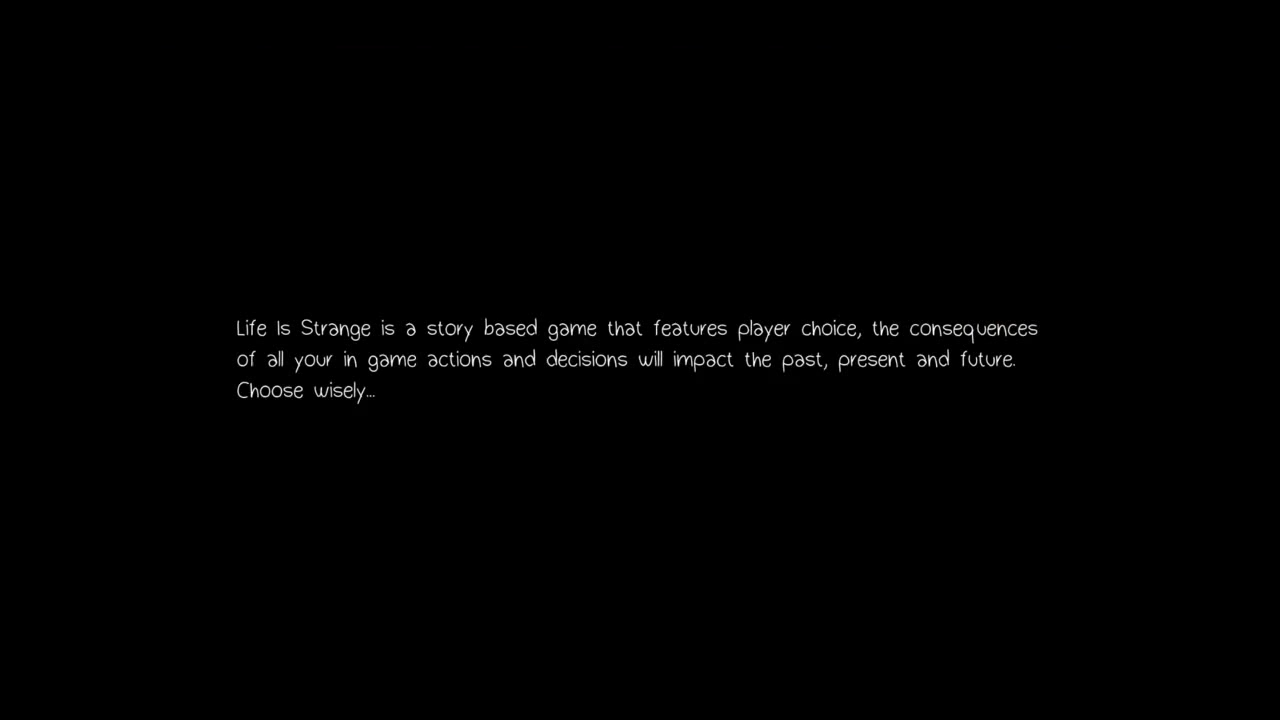 Life Is Strange is a story based game that features player choice, the consequences
of all your in game actions and decisions will impact the past, present and future.
Choose wisely...